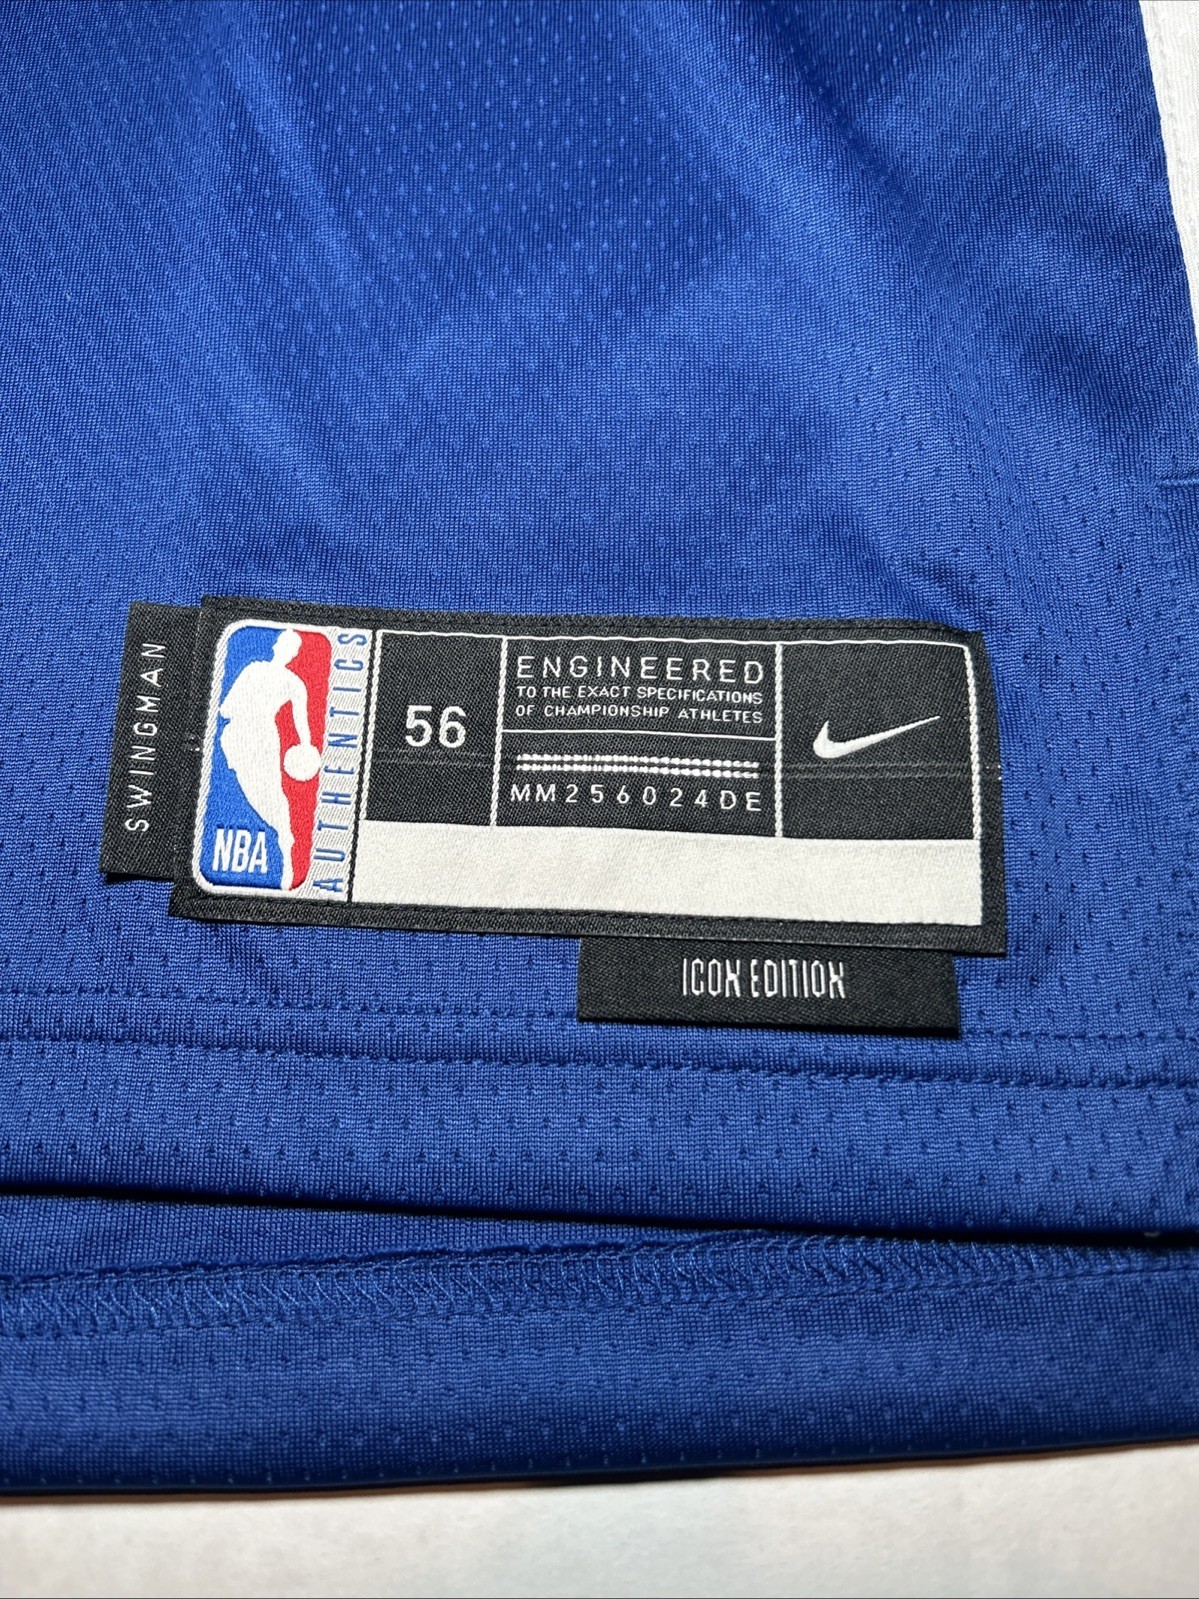 SWINGMAN
NBA
AUTHENTICS
56
ENGINEERED
TO THE EXACT SPECIFICATIONS
OF CHAMPIONSHIP ATHLETES
MM256024DE
ICON EDITION